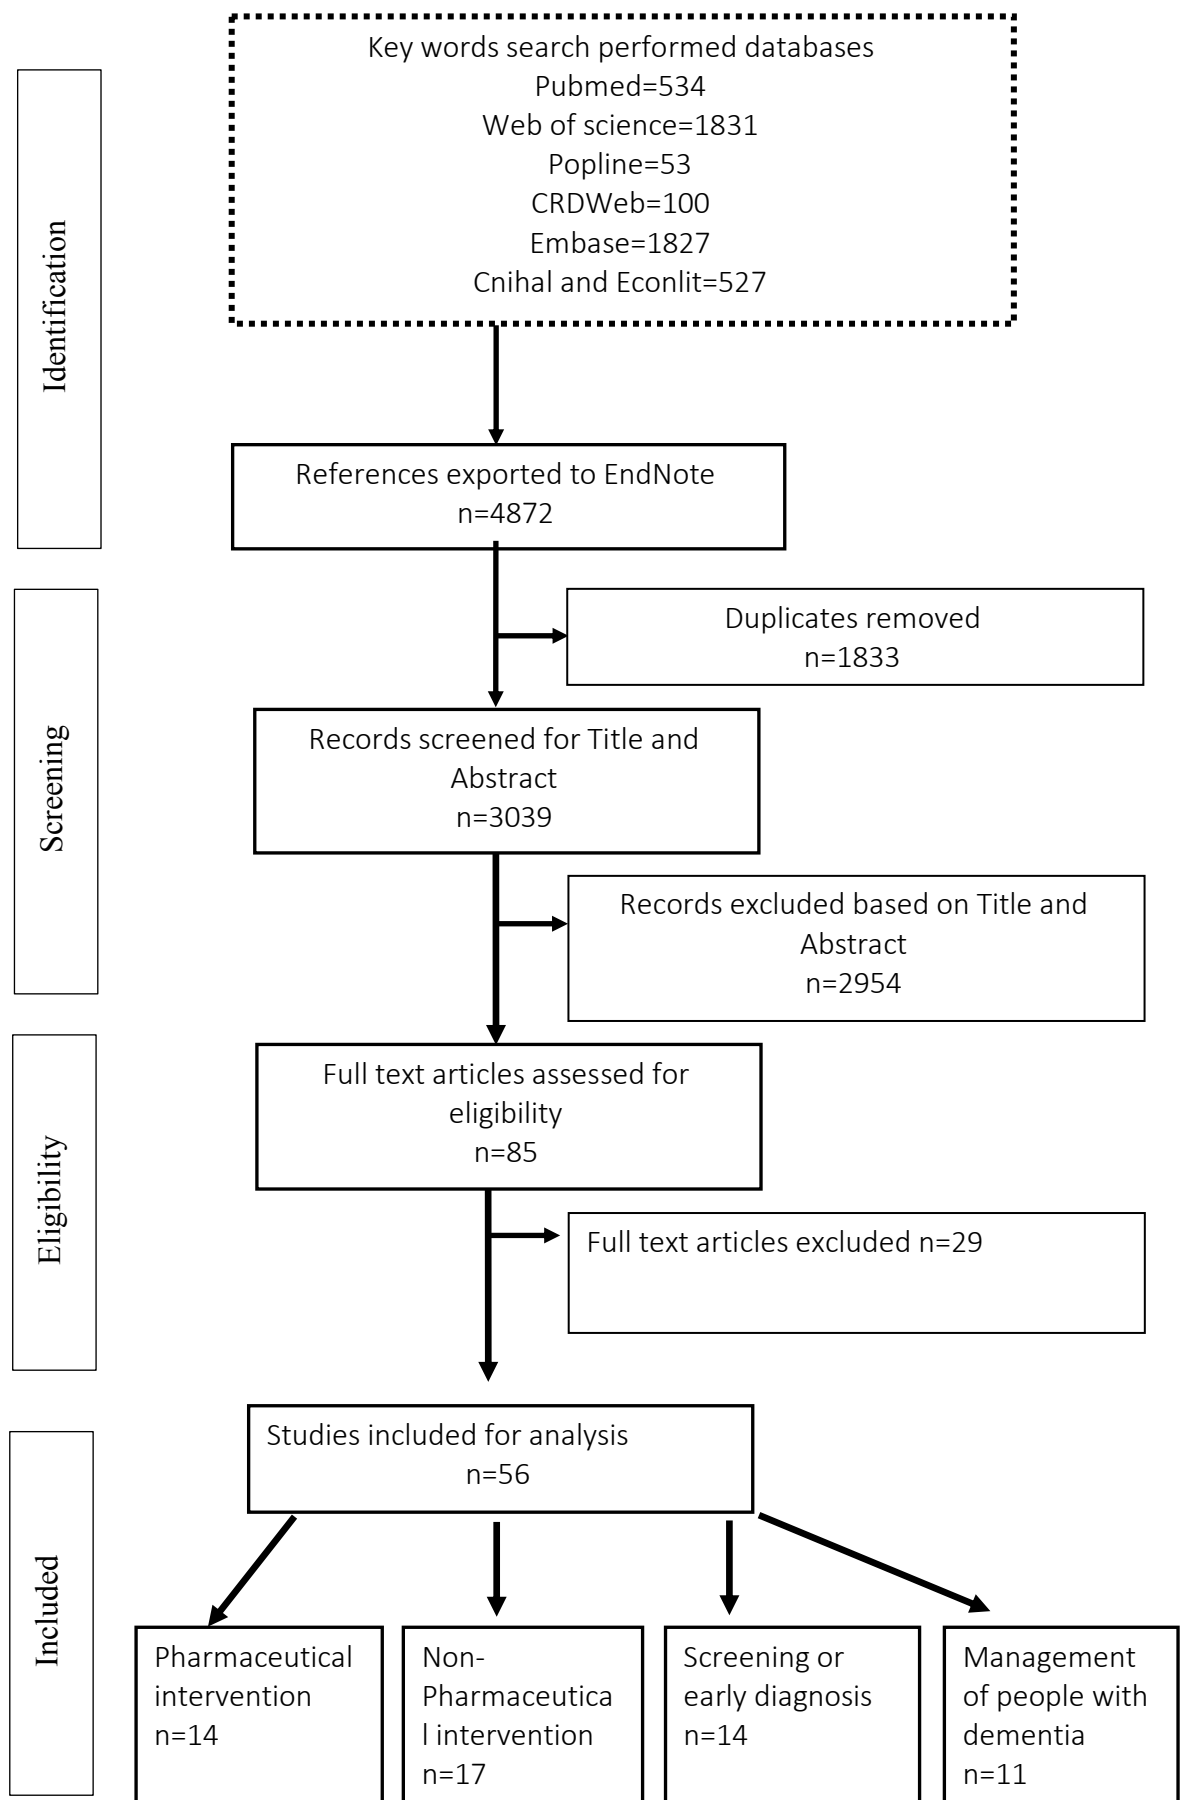 Key words search performed databases
Pubmed=534
Web of science=1831
Popline=53
CRDWeb=100
Embase=1827
Cnihal and Econlit=527
Identification
References exported to EndNote
n=4872
Duplicates removed
n=1833
Screening
Records screened for Title and
Abstract
n=3039
Records excluded based on Title and
Abstract
n=2954
Eligibility
Full text articles assessed for
eligibility
n=85
Full text articles excluded n=29
Included
Studies included for analysis
n=56
Pharmaceutical
intervention
n=14
Non-
Pharmaceutica
l intervention
n=17
Screening or
early diagnosis
n=14
Management
of people with
dementia
n=11